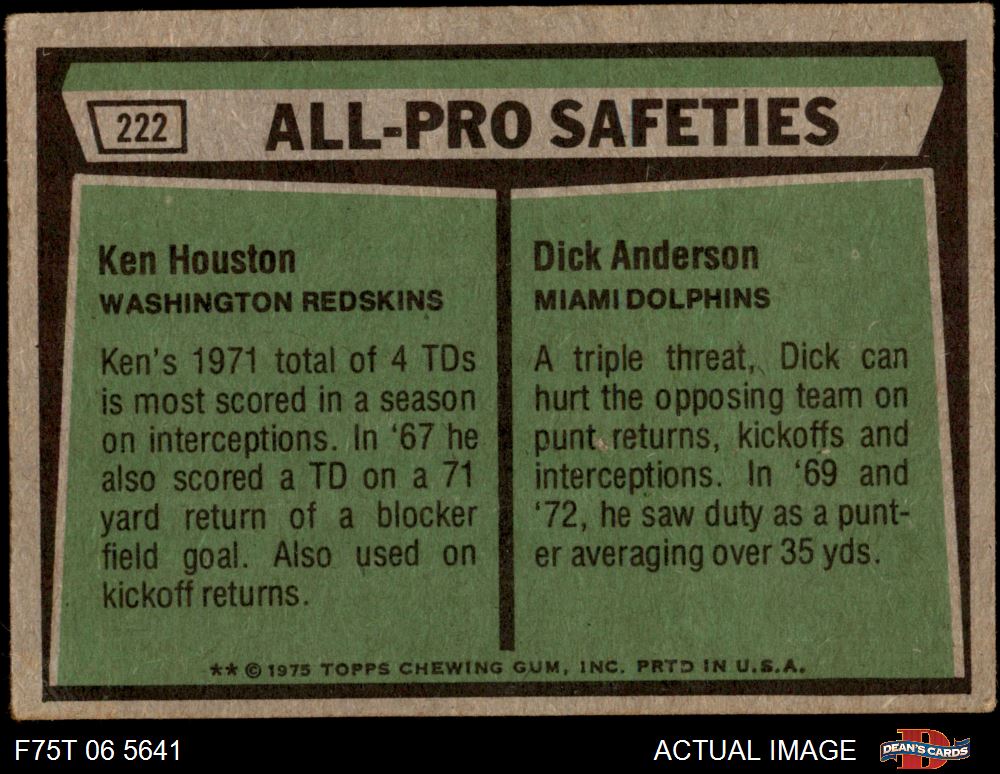 222
ALL-PRO SAFETIES
Ken Houston
WASHINGTON REDSKINS
Ken's 1971 total of 4 TDs
is most scored in a season
on interceptions. In '67 he
also scored a TD on a 71
yard return of a blocker
field goal. Also used on
kickoff returns.
Dick Anderson
MIAMI DOLPHINS
A triple threat, Dick can
hurt the opposing team on
punt returns, kickoffs and
interceptions. In '69 and
'72, he saw duty as a punt-
er averaging over 35 yds.
** © 1975 TOPPS CHEWING GUM, INC. PRTD IN U.S.A.
F75T 06 5641
ACTUAL IMAGE
DEAN'S CARDS